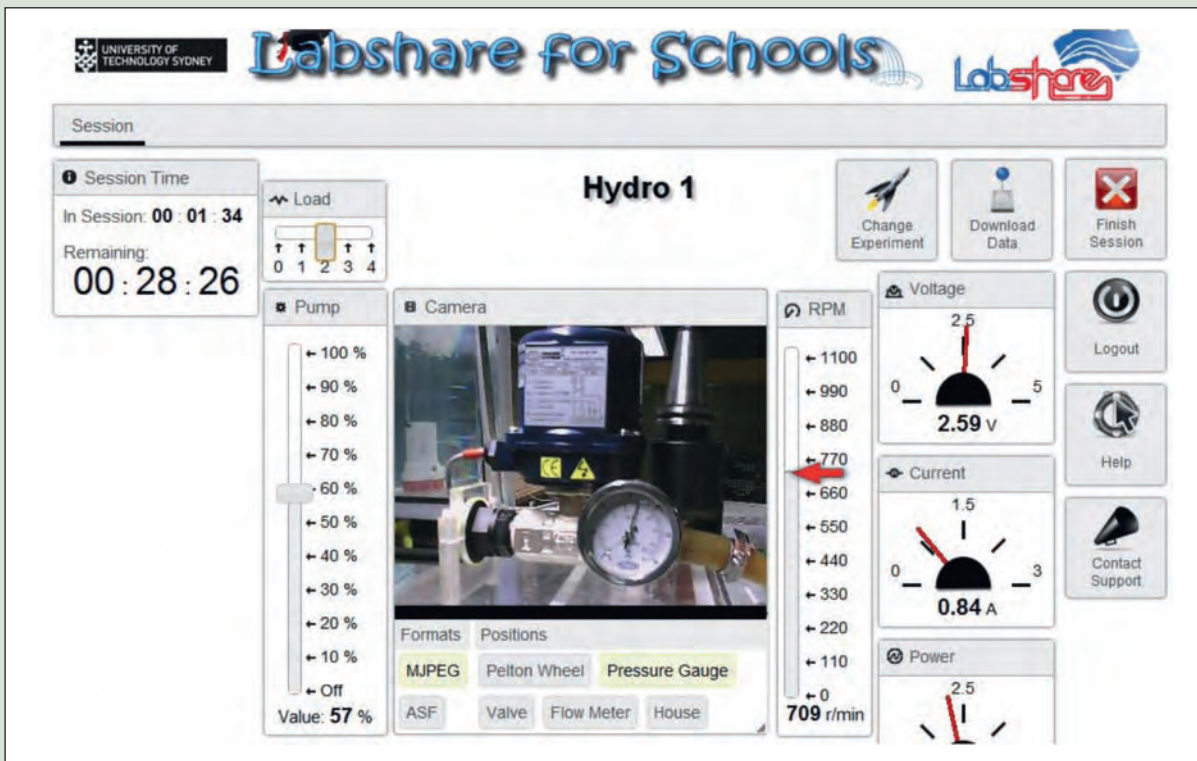 UNIVERSITY OF
TECHNOLOGY SYDNEY
Labshare for Schools
Labshare
Session
Session Time
In Session: 00 : 01 : 34
Remaining:
00 : 28 : 26
Load
0 1 2 3 4
Hydro 1
Change
Experiment
Download
Data
Finish
Session
Pump
100 %
90 %
80 %
70 %
60 %
50 %
40 %
30 %
20 %
10 %
Off
Value: 57 %
Camera
CE
Formats Positions
MJPEG Pelton Wheel Pressure Gauge
ASF Valve Flow Meter House
RPM
1100
990
880
770
660
550
440
330
220
110
0
709 r/min
Voltage
2.5
0 5
2.59 V
Current
1.5
0 3
0.84 A
Power
2.5
Logout
Help
Contact
Support